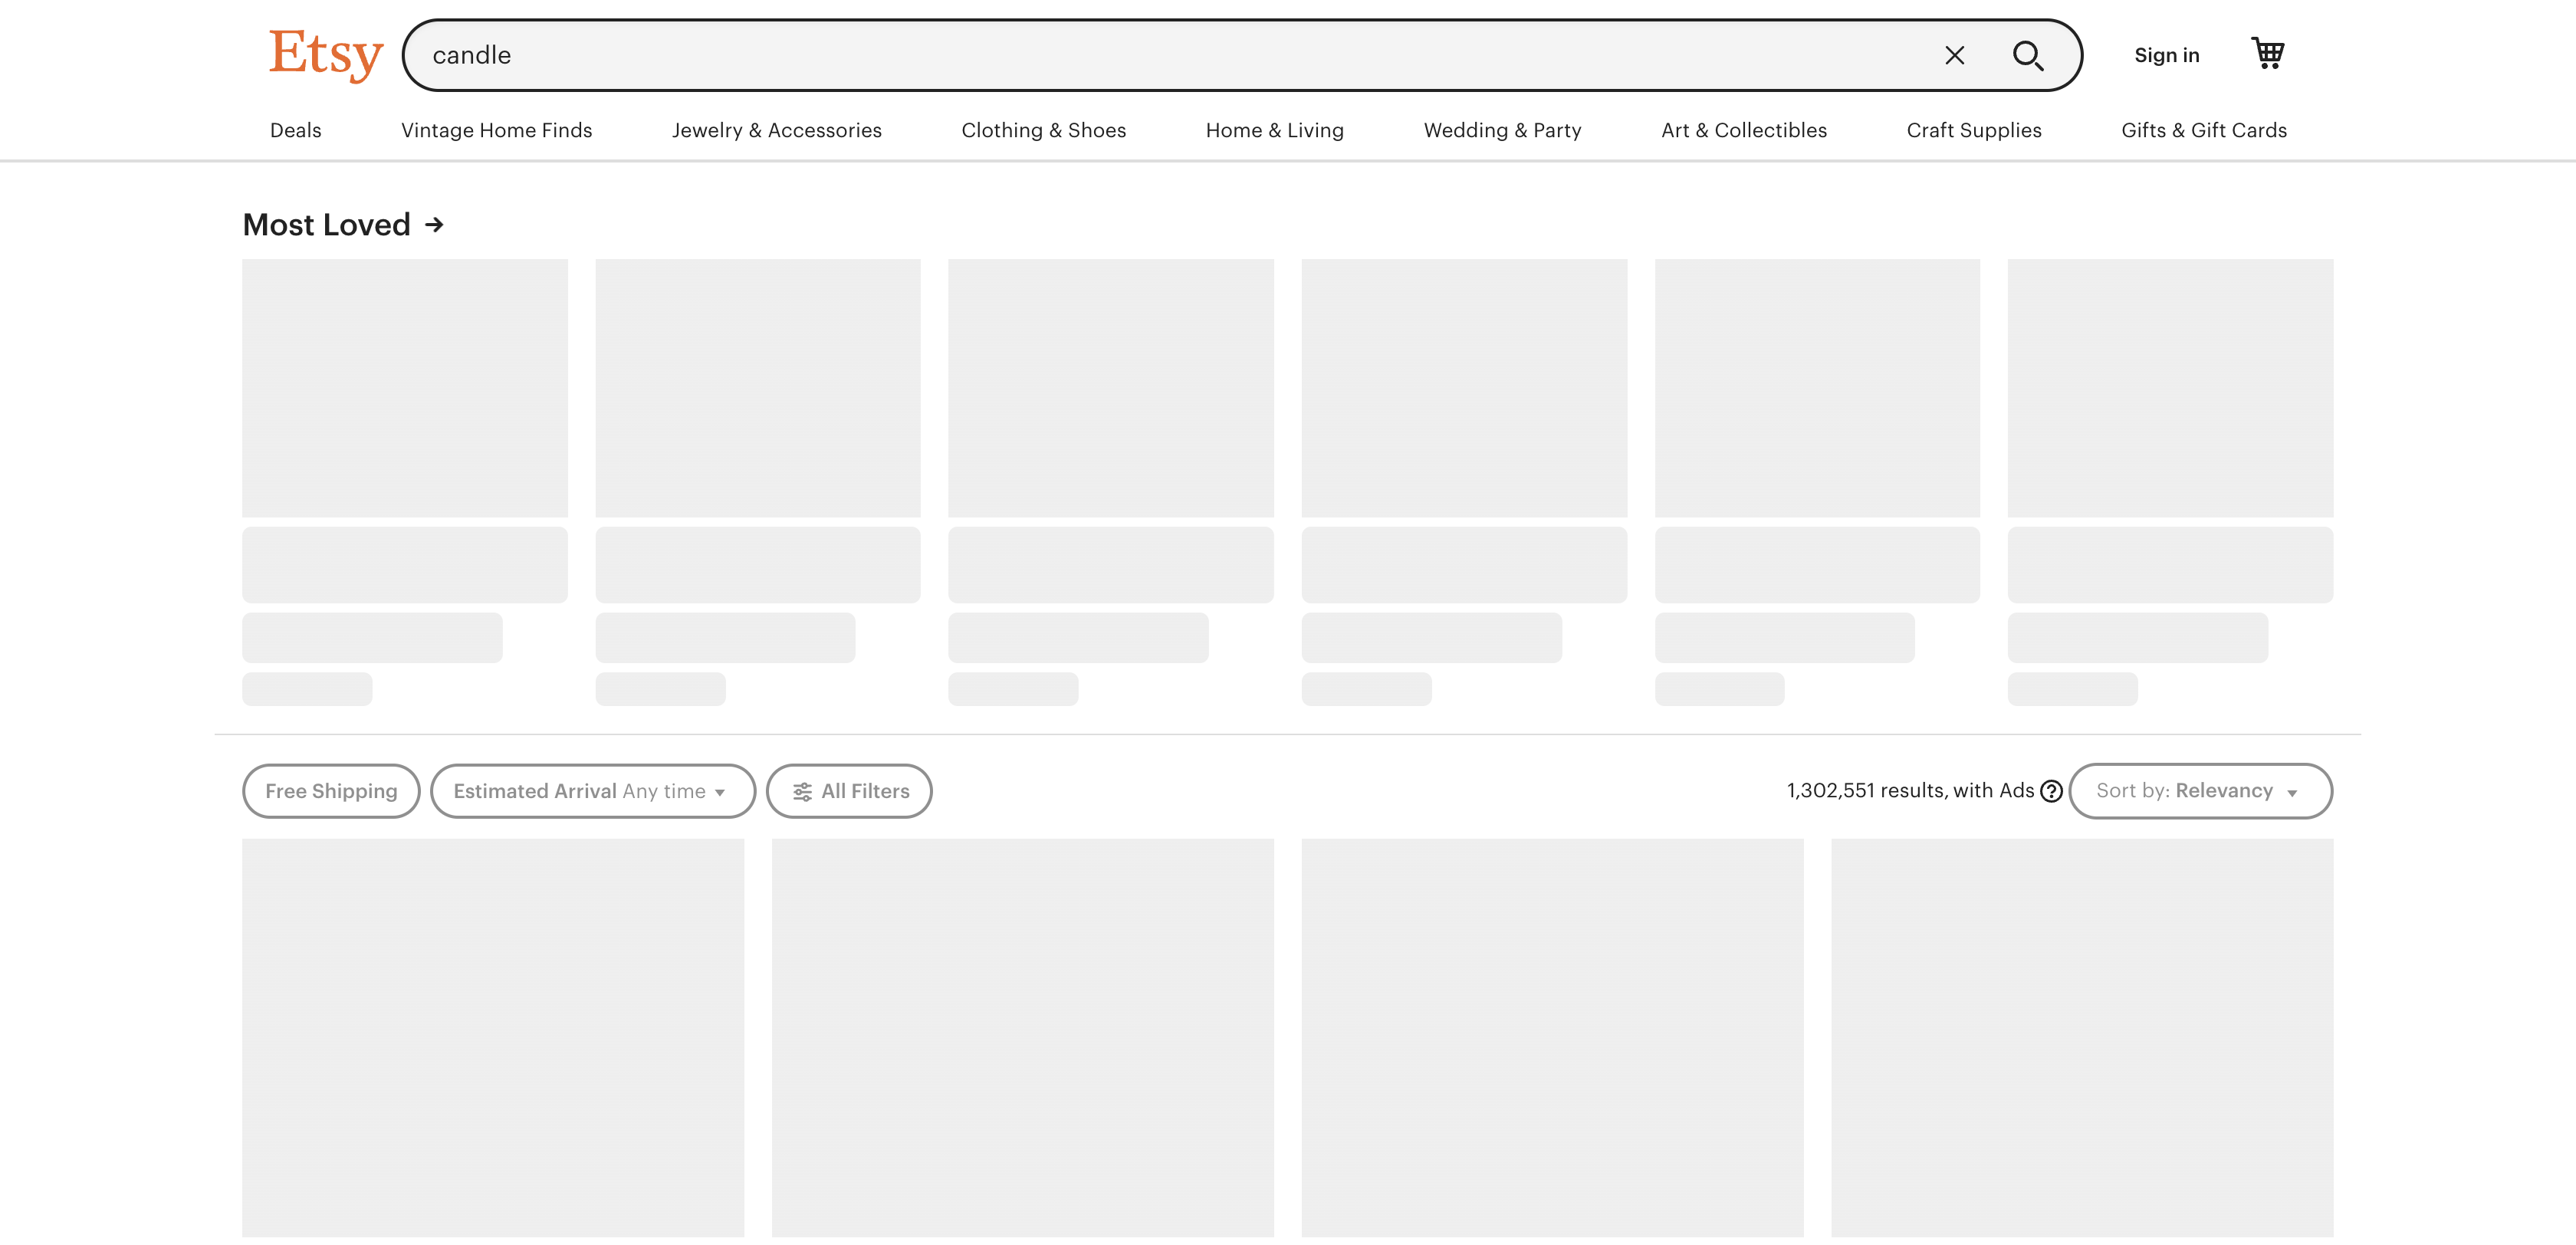 Etsy
candle
Sign in
Deals
Vintage Home Finds
Jewelry & Accessories
Clothing & Shoes
Home & Living
Wedding & Party
Art & Collectibles
Craft Supplies
Gifts & Gift Cards
Most Loved →
Free Shipping
Estimated Arrival Any time
All Filters
1,302,551 results, with Ads ?
Sort by: Relevancy